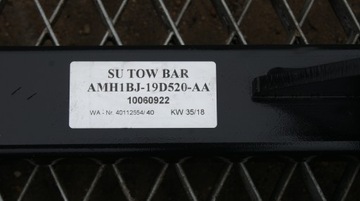 SU TOW BAR
AMH1BJ-19D520-AA
10060922
WA - Nr. 40112554/ 40 KW 35/18